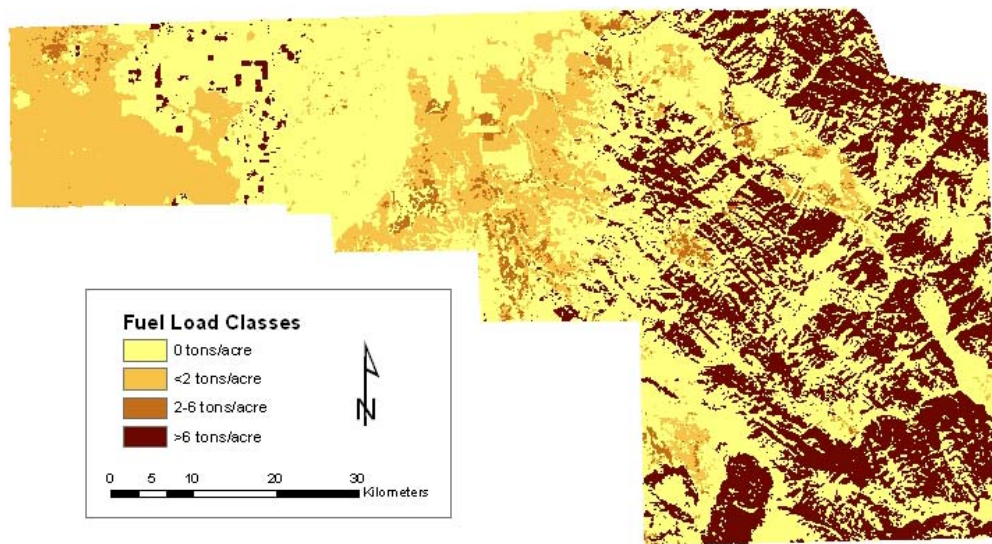 Fuel Load Classes
0 tons/acre
<2 tons/acre
2-6 tons/acre
>6 tons/acre
N
0 5 10 20 30
Kilometers